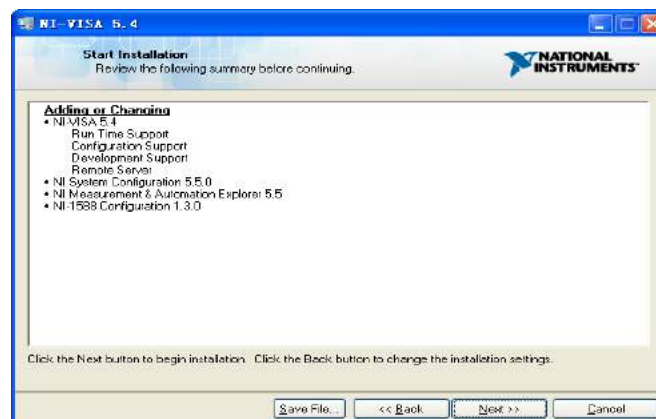 NI-VISA 5.4
Start Installation
Review the following summary before continuing.
NATIONAL
INSTRUMENTS™
Adding or Changing
• NI-VISA 5.4
Run Time Support
Configuration Support
Development Support
Remote Server
• NI System Configuration 5.5.0
• NI Measurement & Automation Explorer 5.5
• NI-1588 Configuration 1.3.0
Click the Next button to begin installation. Click the Back button to change the installation settings.
Save File... << Back Next >> Cancel